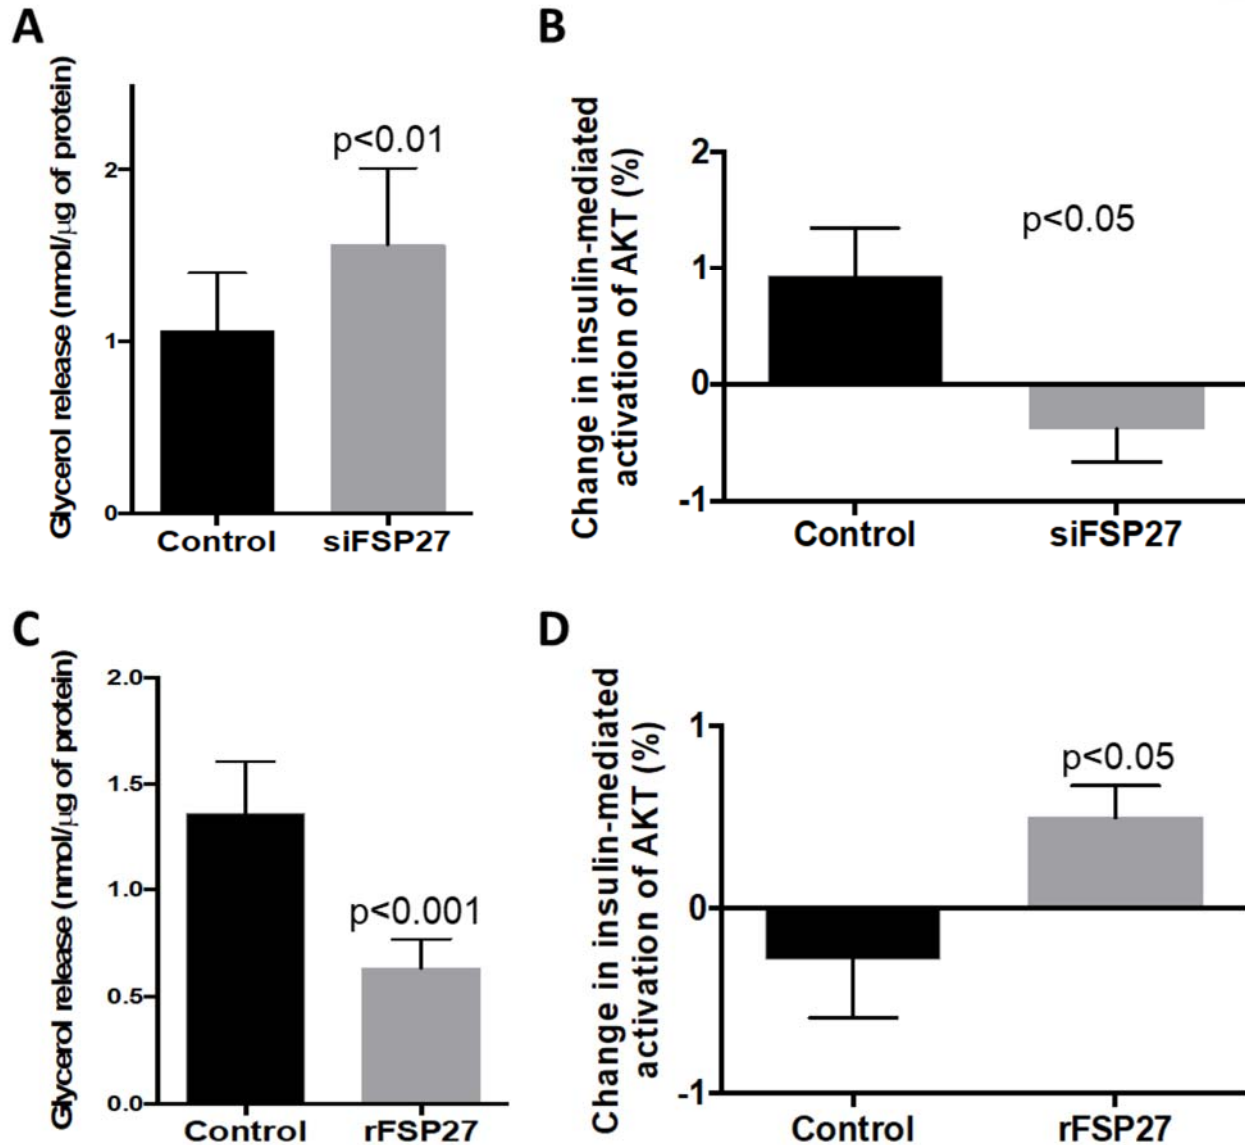 A
Glycerol release (nmol/µg of protein)
2
1
0
p<0.01
Control
siFSP27
B
Change in insulin-mediated
activation of AKT (%)
2
1
0
-1
p<0.05
Control
siFSP27
C
Glycerol release (nmol/µg of protein)
2.0
1.5
1.0
0.5
0.0
p<0.001
Control
rFSP27
D
Change in insulin-mediated
activation of AKT (%)
1
0
-1
p<0.05
Control
rFSP27